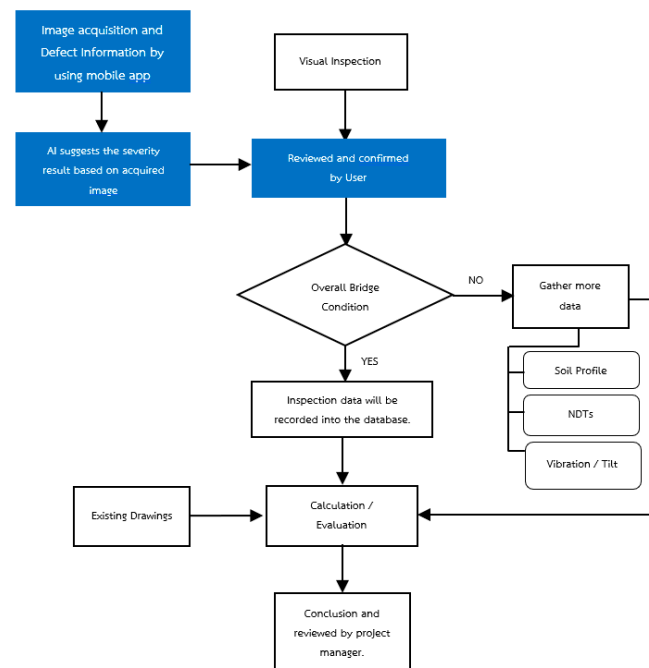 Image acquisition and
Defect Information by
using mobile app
Visual Inspection
AI suggests the severity
result based on acquired
image
Reviewed and confirmed
by User
Overall Bridge
Condition
NO
Gather more
data
YES
Soil Profile
NDTs
Vibration / Tilt
Inspection data will be
recorded into the database.
Existing Drawings
Calculation /
Evaluation
Conclusion and
reviewed by project
manager.